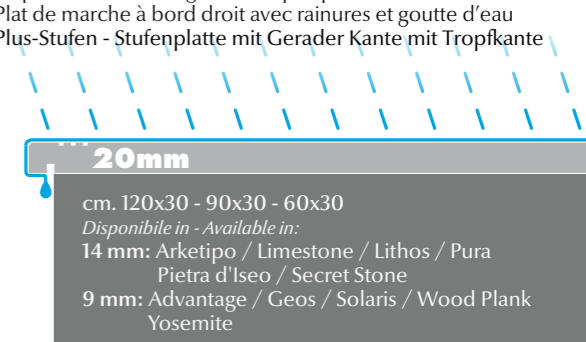 Plat de marche à bord droit avec rainures et goutte d’eau
Plus-Stufen - Stufenplatte mit Gerader Kante mit Tropfkante
20mm
cm. 120x30 - 90x30 - 60x30
Disponibile in - Available in:
14 mm: Arketipo / Limestone / Lithos / Pura
Pietra d'Iseo / Secret Stone
9 mm: Advantage / Geos / Solaris / Wood Plank
Yosemite